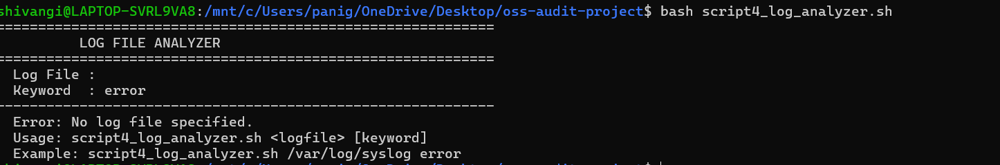 shivangi@LAPTOP-SVRL9VA8:/mnt/c/Users/panig/OneDrive/Desktop/oss-audit-project$ bash script4_log_analyzer.sh
============================================================
LOG FILE ANALYZER
============================================================
Log File :
Keyword  : error
------------------------------------------------------------
Error: No log file specified.
Usage: script4_log_analyzer.sh <logfile> [keyword]
Example: script4_log_analyzer.sh /var/log/syslog error